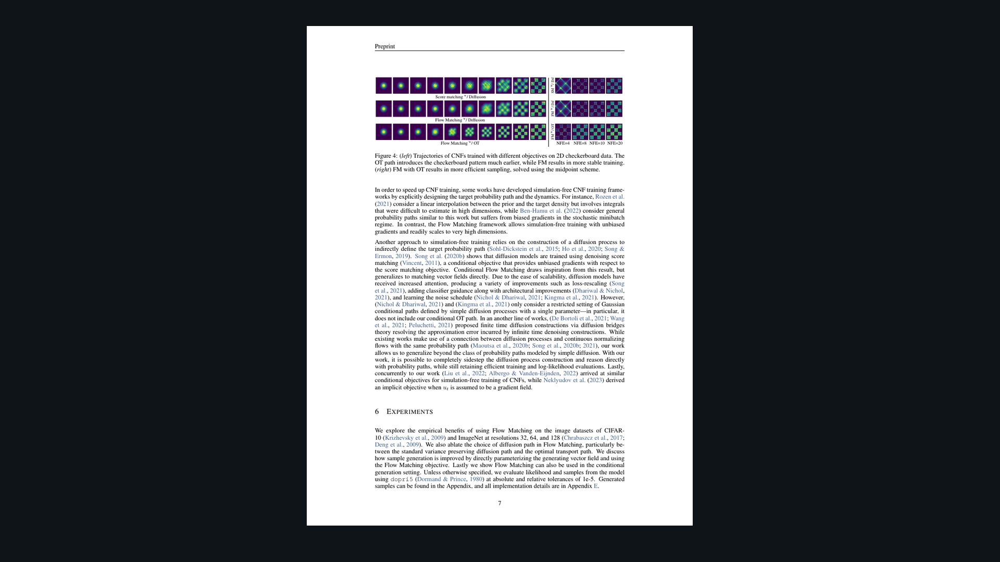 Preprint
SM w/ Dif
Score matching w/ Diffusion
FM w/ Dif
Flow Matching w/ Diffusion
FM w/ OT
Flow Matching w/ OT
NFE=4 NFE=8 NFE=10 NFE=20
Figure 4: (left) Trajectories of CNFs trained with different objectives on 2D checkerboard data. The
OT path introduces the checkerboard pattern much earlier, while FM results in more stable training.
(right) FM with OT results in more efficient sampling, solved using the midpoint scheme.
In order to speed up CNF training, some works have developed simulation-free CNF training frame-
works by explicitly designing the target probability path and the dynamics. For instance, Rozen et al.
(2021) consider a linear interpolation between the prior and the target density but involves integrals
that were difficult to estimate in high dimensions, while Ben-Hamu et al. (2022) consider general
probability paths similar to this work but suffers from biased gradients in the stochastic minibatch
regime. In contrast, the Flow Matching framework allows simulation-free training with unbiased
gradients and readily scales to very high dimensions.
Another approach to simulation-free training relies on the construction of a diffusion process to
indirectly define the target probability path (Sohl-Dickstein et al., 2015; Ho et al., 2020; Song &
Ermon, 2019). Song et al. (2020b) shows that diffusion models are trained using denoising score
matching (Vincent, 2011), a conditional objective that provides unbiased gradients with respect to
the score matching objective. Conditional Flow Matching draws inspiration from this result, but
generalizes to matching vector fields directly. Due to the ease of scalability, diffusion models have
received increased attention, producing a variety of improvements such as loss-rescaling (Song
et al., 2021), adding classifier guidance along with architectural improvements (Dhariwal & Nichol,
2021), and learning the noise schedule (Nichol & Dhariwal, 2021; Kingma et al., 2021). However,
(Nichol & Dhariwal, 2021) and (Kingma et al., 2021) only consider a restricted setting of Gaussian
conditional paths defined by simple diffusion processes with a single parameter—in particular, it
does not include our conditional OT path. In an another line of works, (De Bortoli et al., 2021; Wang
et al., 2021; Peluchetti, 2021) proposed finite time diffusion constructions via diffusion bridges
theory resolving the approximation error incurred by infinite time denoising constructions. While
existing works make use of a connection between diffusion processes and continuous normalizing
flows with the same probability path (Maoutsa et al., 2020b; Song et al., 2020b; 2021), our work
allows us to generalize beyond the class of probability paths modeled by simple diffusion. With our
work, it is possible to completely sidestep the diffusion process construction and reason directly
with probability paths, while still retaining efficient training and log-likelihood evaluations. Lastly,
concurrently to our work (Liu et al., 2022; Albergo & Vanden-Eijnden, 2022) arrived at similar
conditional objectives for simulation-free training of CNFs, while Neklyudov et al. (2023) derived
an implicit objective when uₜ is assumed to be a gradient field.
6 EXPERIMENTS
We explore the empirical benefits of using Flow Matching on the image datasets of CIFAR-
10 (Krizhevsky et al., 2009) and ImageNet at resolutions 32, 64, and 128 (Chrabaszcz et al., 2017;
Deng et al., 2009). We also ablate the choice of diffusion path in Flow Matching, particularly be-
tween the standard variance preserving diffusion path and the optimal transport path. We discuss
how sample generation is improved by directly parameterizing the generating vector field and using
the Flow Matching objective. Lastly we show Flow Matching can also be used in the conditional
generation setting. Unless otherwise specified, we evaluate likelihood and samples from the model
using dopri5 (Dormand & Prince, 1980) at absolute and relative tolerances of 1e-5. Generated
samples can be found in the Appendix, and all implementation details are in Appendix E.
7